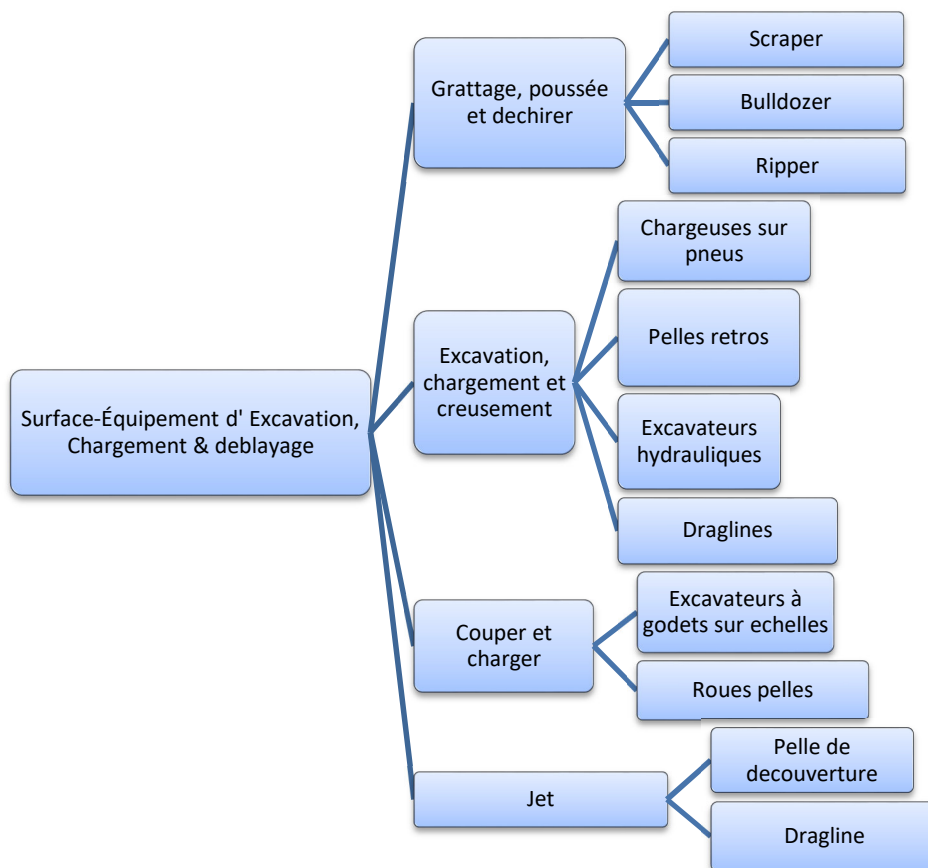 Surface-Équipement d' Excavation,
Chargement & deblayage
Grattage, poussée
et dechirer
Scraper
Bulldozer
Ripper
Excavation,
chargement et
creusement
Chargeuses sur
pneus
Pelles retros
Excavateurs
hydrauliques
Draglines
Couper et
charger
Excavateurs à
godets sur echelles
Roues pelles
Jet
Pelle de
decouverture
Dragline